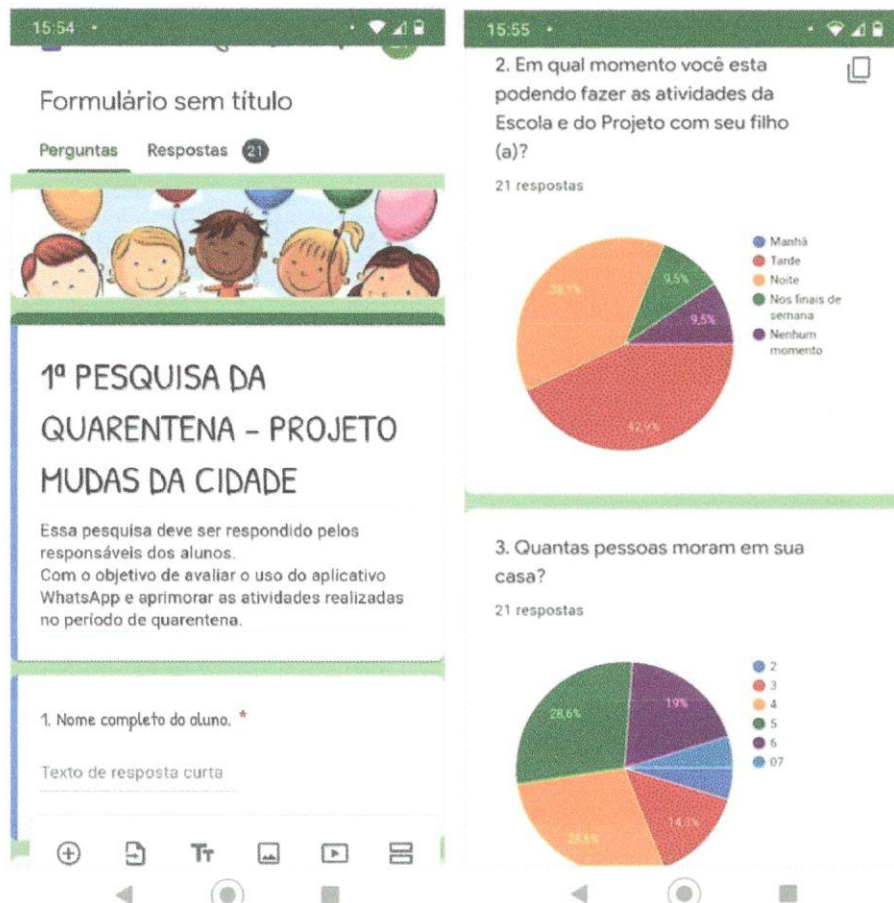 15:54
Formulário sem título
Perguntas Respostas 21
1ª PESQUISA DA
QUARENTENA - PROJETO
MUDAS DA CIDADE
Essa pesquisa deve ser respondido pelos
responsáveis dos alunos.
Com o objetivo de avaliar o uso do aplicativo
WhatsApp e aprimorar as atividades realizadas
no período de quarentena.
1. Nome completo do aluno. *
Texto de resposta curta
Tт
15:55
2. Em qual momento você esta
podendo fazer as atividades da
Escola e do Projeto com seu filho
(a)?
21 respostas
Manhã
Tarde
Noite
Nos finais de
semana
Nenhum
momento
38,1%
9,5%
9,5%
42,9%
3. Quantas pessoas moram em sua
casa?
21 respostas
2
3
4
5
6
07
28,6%
19%
14,3%
28,6%